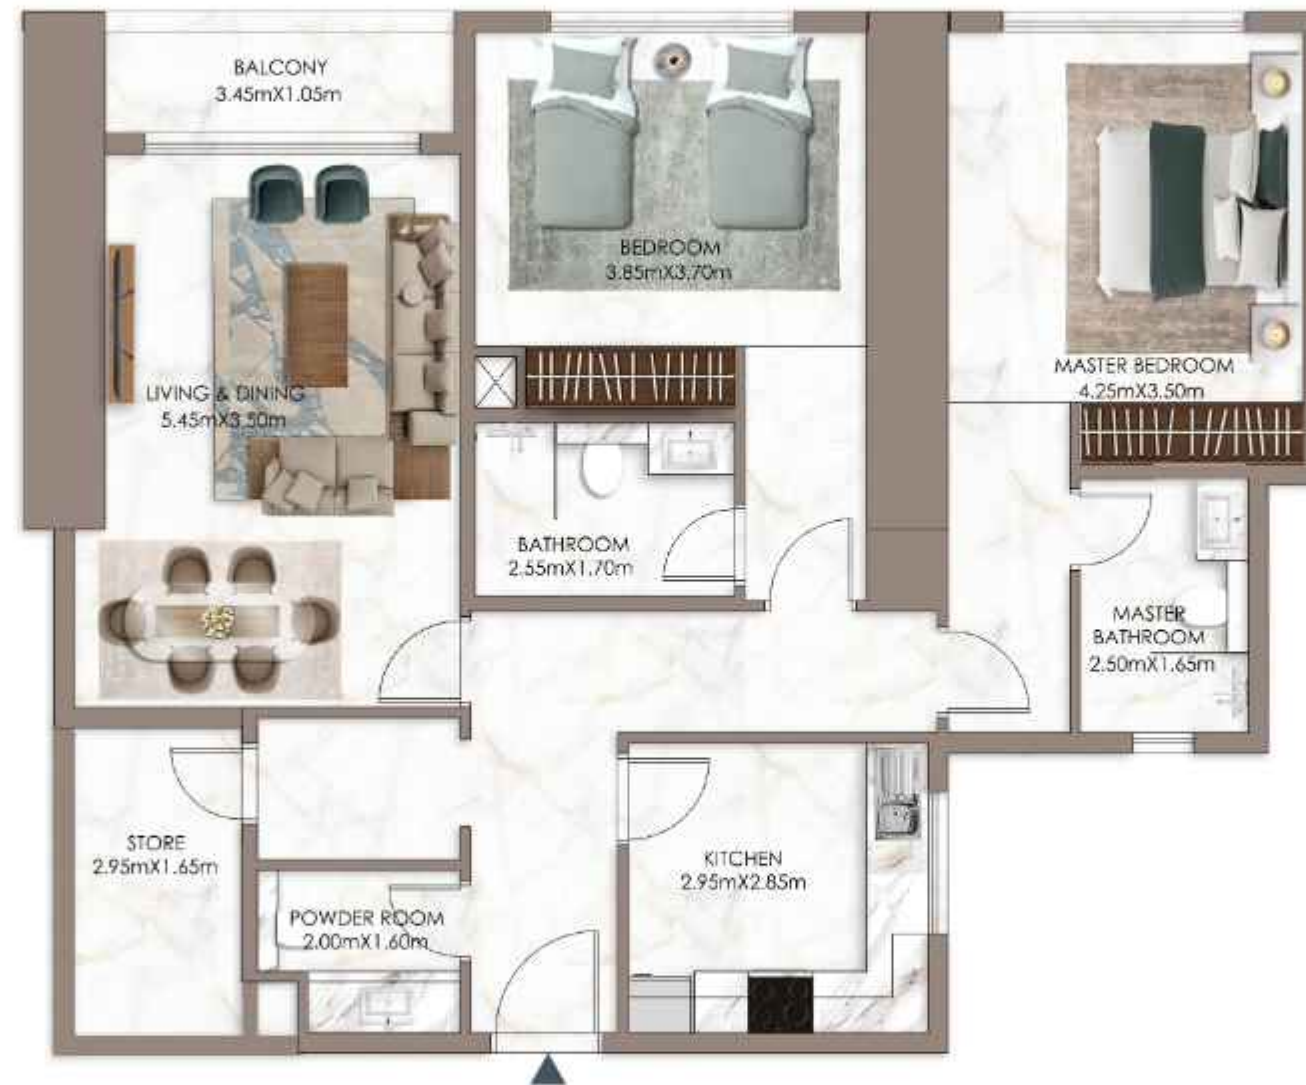 BALCONY
3.45mX1.05m
BEDROOM
3.85mX3.70m
MASTER BEDROOM
4.25mX3.50m
LIVING & DINING
5.45mX3.50m
BATHROOM
2.55mX1.70m
MASTER
BATHROOM
2.50mX1.65m
STORE
2.95mX1.65m
KITCHEN
2.95mX2.85m
POWDER ROOM
2.00mX1.60m